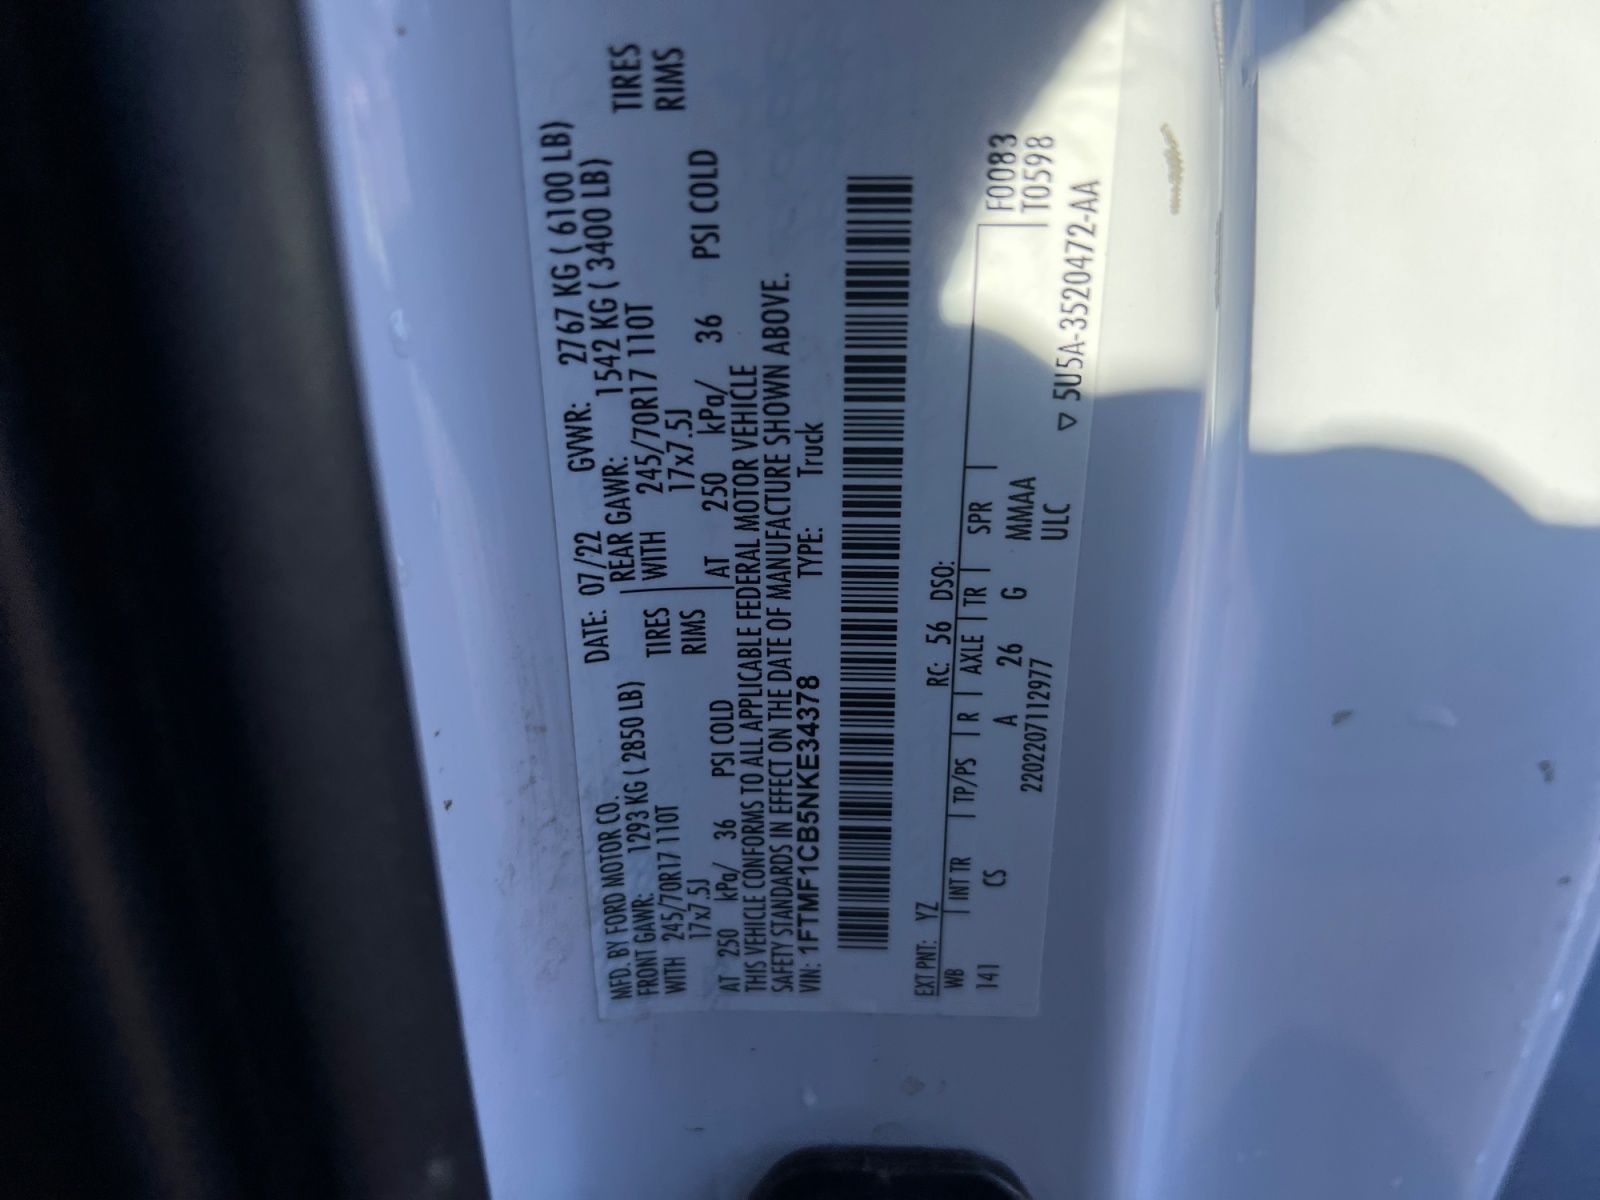 MFD. BY FORD MOTOR CO.
DATE: 07/22 GVWR: 2767 KG ( 6100 LB)
FRONT GAWR: 1293 KG ( 2850 LB) REAR GAWR: 1542 KG ( 3400 LB)
WITH 245/70R17 110T TIRES WITH 245/70R17 110T TIRES
17x7.5J RIMS 17x7.5J RIMS
AT 250 kPa/ 36 PSI COLD AT 250 kPa/ 36 PSI COLD
THIS VEHICLE CONFORMS TO ALL APPLICABLE FEDERAL MOTOR VEHICLE
SAFETY STANDARDS IN EFFECT ON THE DATE OF MANUFACTURE SHOWN ABOVE.
VIN: 1FTMF1CB5NKE34378 TYPE: Truck
EXT PNT: YZ RC: 56 DSO:
WB INT TR TP/PS R AXLE TR SPR F0083
141 CS A 26 G MMAA T0598
2202207112977 ULC
▽ 5U5A-3520472-AA